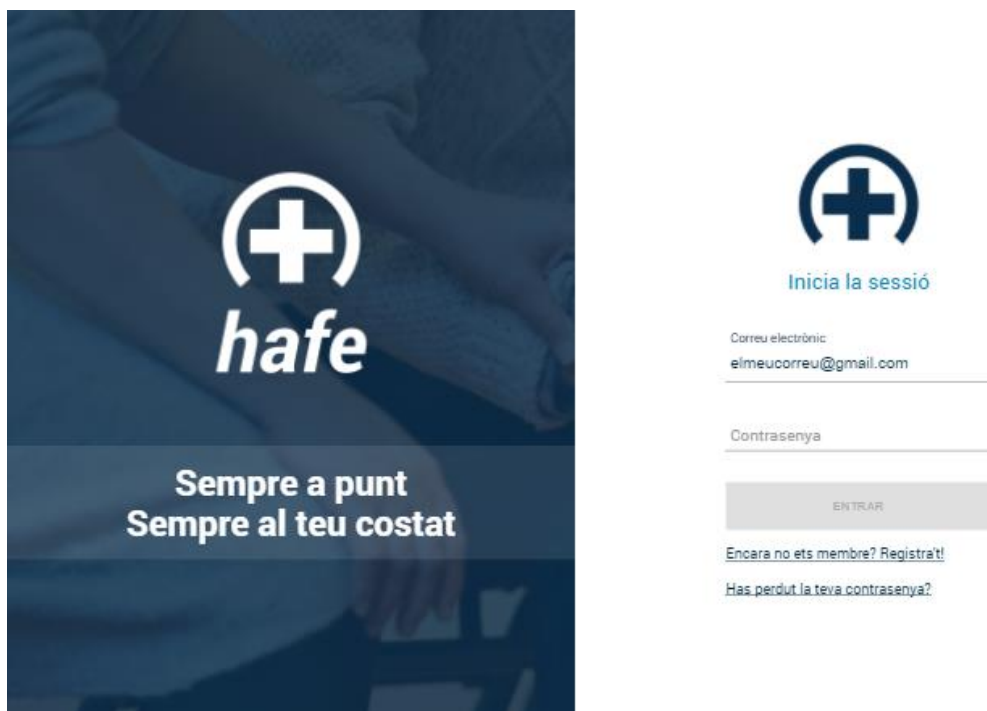 hafe
Sempre a punt
Sempre al teu costat
Inicia la sessió
Correu electrònic
elmeucorreu@gmail.com
Contrasenya
ENTRAR
Encara no ets membre? Registra't!
Has perdut la teva contrasenya?